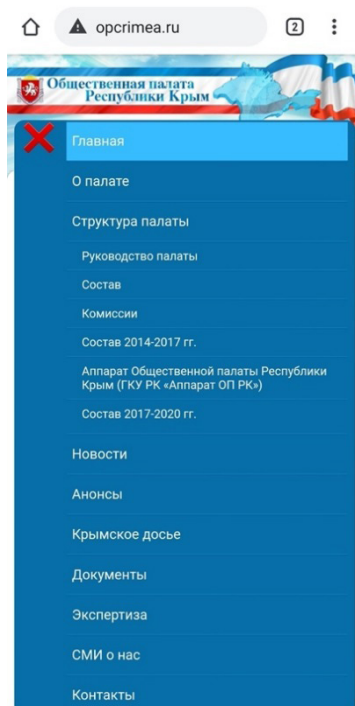 opcrimea.ru
2
Общественная палата
Республики Крым
Главная
О палате
Структура палаты
Руководство палаты
Состав
Комиссии
Состав 2014-2017 гг.
Аппарат Общественной палаты Республики
Крым (ГКУ РК «Аппарат ОП РК»)
Состав 2017-2020 гг.
Новости
Анонсы
Крымское досье
Документы
Экспертиза
СМИ о нас
Контакты